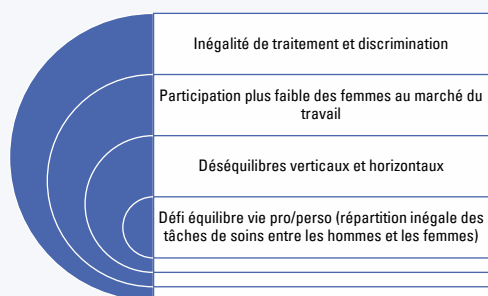 Inégalité de traitement et discrimination
Participation plus faible des femmes au marché du
travail
Déséquilibres verticaux et horizontaux
Défi équilibre vie pro/perso (répartition inégale des
tâches de soins entre les hommes et les femmes)